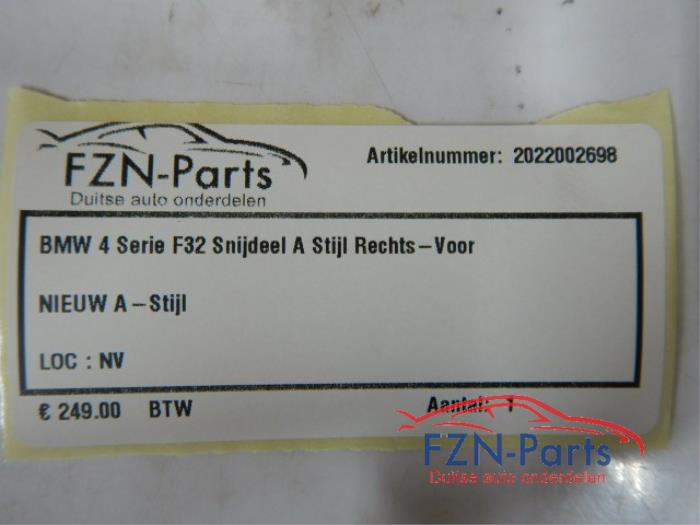 FZN-Parts
Duitse auto onderdelen
Artikelnummer: 2022002698
BMW 4 Serie F32 Snijdeel A Stijl Rechts-Voor
NIEUW A-Stijl
LOC : NV
€ 249.00 BTW
Aantal: 1
FZN-Parts
Duitse auto onderdelen